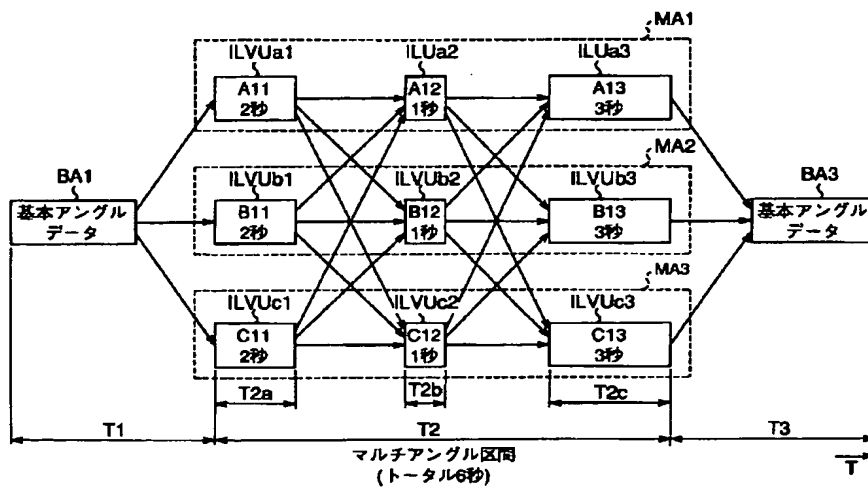 MA1
ILVUa1
ILUa2
ILUa3
A11
2秒
A12
1秒
A13
3秒
MA2
BA1
ILVUb1
ILVUb2
ILVUb3
BA3
基本アングル
データ
B11
2秒
B12
1秒
B13
3秒
基本アングル
データ
MA3
ILVUc1
ILVUc2
ILVUc3
C11
2秒
C12
1秒
C13
3秒
T2a
T2b
T2c
T1
T2
T3
マルチアングル区間
(トータル6秒)
T